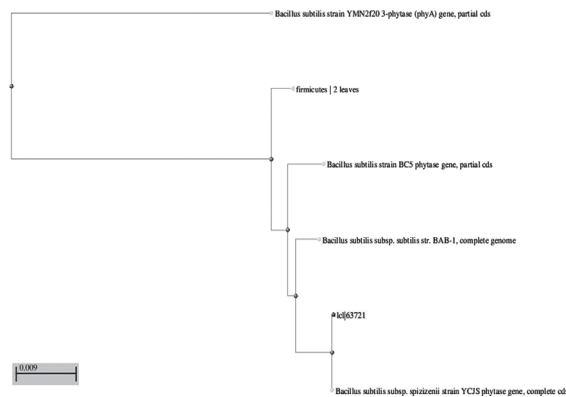 Bacillus subtilis strain YMN2f20 3-phytase (phyA) gene, partial cds
firmicutes | 2 leaves
Bacillus subtilis strain BC5 phytase gene, partial cds
Bacillus subtilis subsp. subtilis str. BAB-1, complete genome
lcl|63721
0.009
Bacillus subtilis subsp. spizizenii strain YCJS phytase gene, complete cd